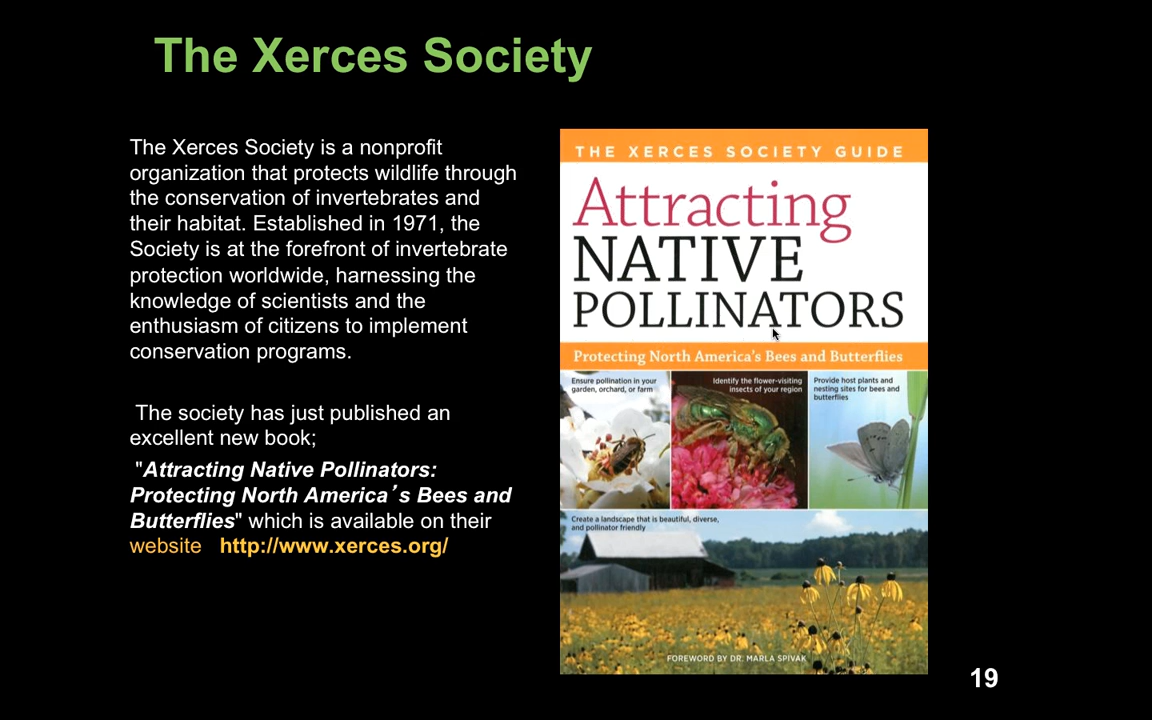 The Xerces Society
The Xerces Society is a nonprofit
organization that protects wildlife through
the conservation of invertebrates and
their habitat. Established in 1971, the
Society is at the forefront of invertebrate
protection worldwide, harnessing the
knowledge of scientists and the
enthusiasm of citizens to implement
conservation programs.
The society has just published an
excellent new book;
"Attracting Native Pollinators:
Protecting North America’s Bees and
Butterflies" which is available on their
website http://www.xerces.org/
THE XERCES SOCIETY GUIDE
Attracting
NATIVE
POLLINATORS
Protecting North America's Bees and Butterflies
Ensure pollination in your
garden, orchard, or farm
Identify the flower-visiting
insects of your region
Provide host plants and
nesting sites for bees and
butterflies
Create a landscape that is beautiful, diverse,
and pollinator friendly
FOREWORD BY DR. MARLA SPIVAK
19